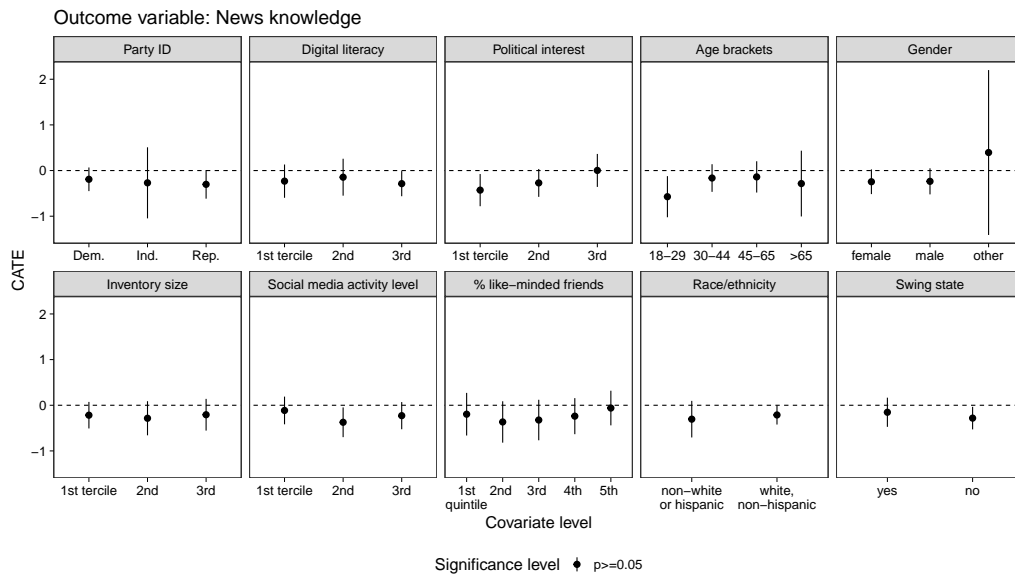 Outcome variable: News knowledge
Party ID Digital literacy Political interest Age brackets Gender
2
1
0
−1
Dem. Ind. Rep. 1st tercile 2nd 3rd 1st tercile 2nd 3rd 18−29 30−44 45−65 >65 female male other
CATE
Inventory size Social media activity level % like−minded friends Race/ethnicity Swing state
2
1
0
−1
1st tercile 2nd 3rd 1st tercile 2nd 3rd 1st quintile 2nd 3rd 4th 5th non−white or hispanic white, non−hispanic yes no
Covariate level
Significance level p>=0.05